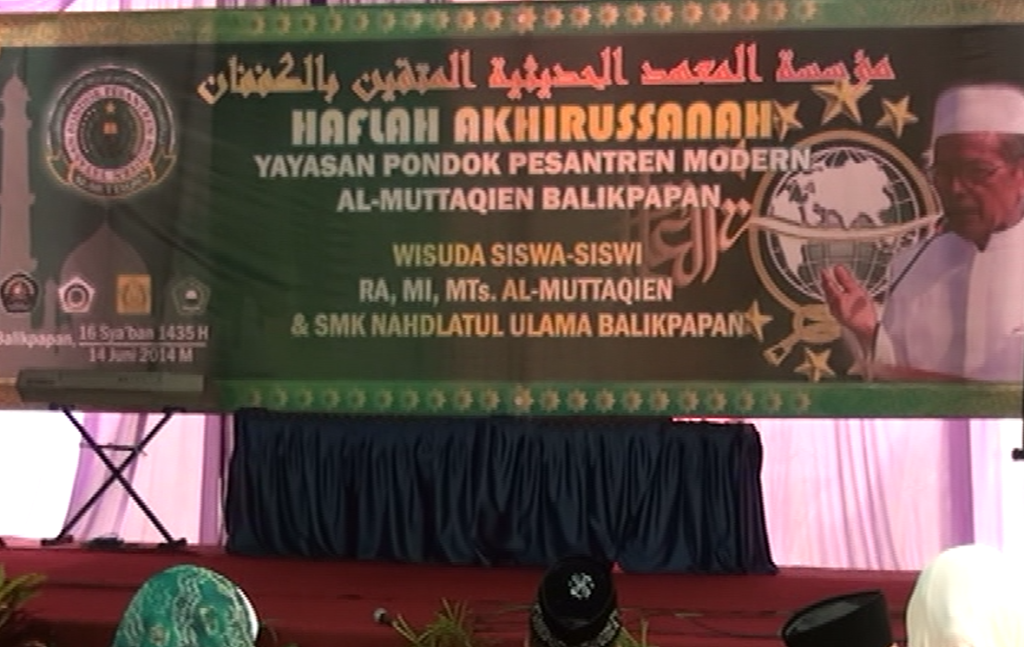 مؤسسة المعهد الحديثية المتقين بالكفنفان
HAFLAH AKHIRUSSANAH
YAYASAN PONDOK PESANTREN MODERN
AL-MUTTAQIEN BALIKPAPAN
WISUDA SISWA-SISWI
RA, MI, MTs. AL-MUTTAQIEN
& SMK NAHDLATUL ULAMA BALIKPAPAN
Balikpapan, 16 Sya'ban 1435 H
14 Juni 2014 M